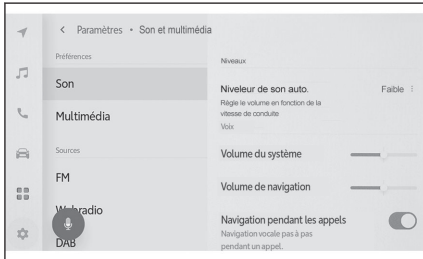 Paramètres • Son et multimédia
Préférences
Son
Multimédia
Sources
FM
Webradio
DAB
Niveaux
Niveleur de son auto.
Faible
Règle le volume en fonction de la
vitesse de conduite
Voix
Volume du système
Volume de navigation
Navigation pendant les appels
Navigation vocale pas à pas
pendant un appel.